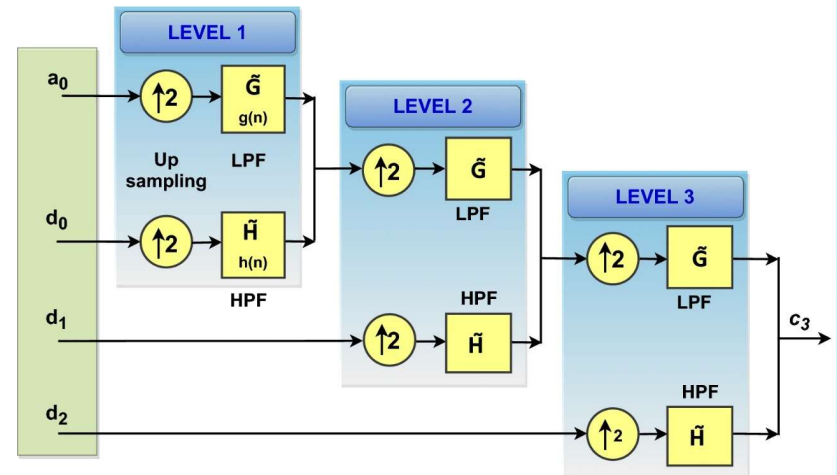 LEVEL 1
a0
↑2
G̃
g(n)
Up
sampling
LPF
d0
↑2
H̃
h(n)
HPF
LEVEL 2
↑2
G̃
LPF
d1
↑2
HPF
H̃
LEVEL 3
↑2
G̃
LPF
c3
d2
↑2
HPF
H̃